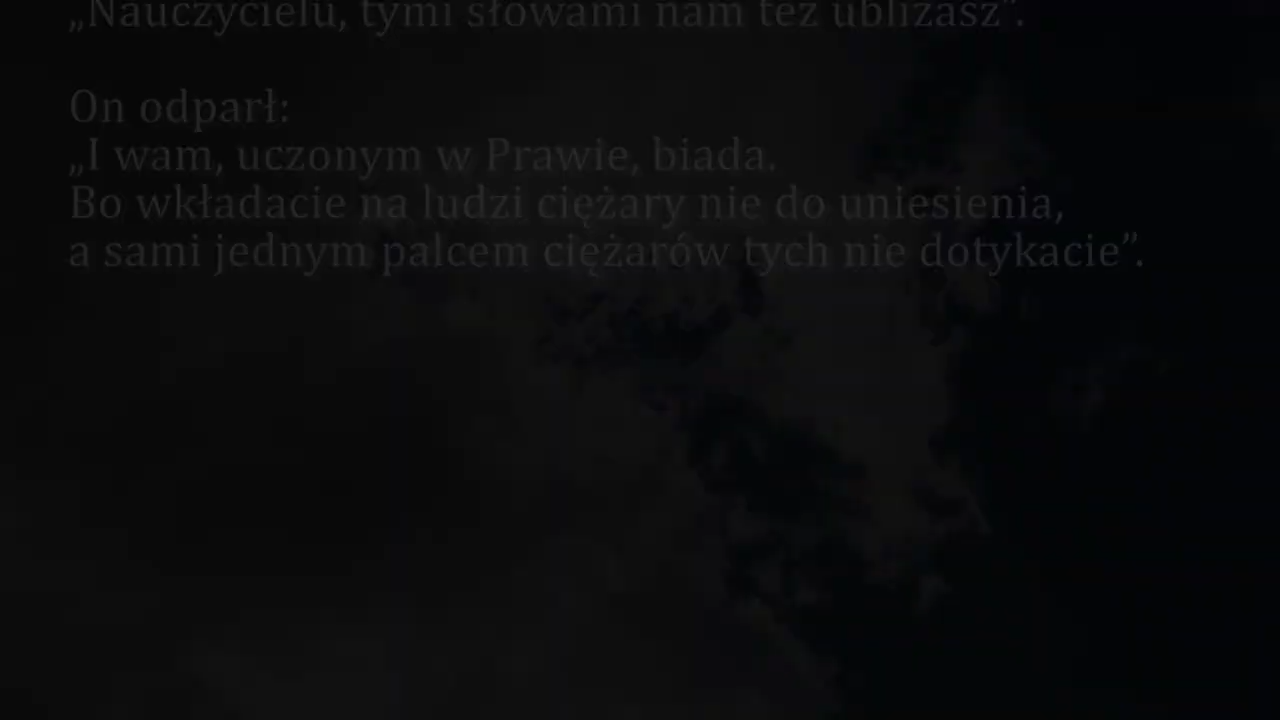 „Nauczycielu, tymi słowami nam też ubliżasz”.
On odparł:
„I wam, uczonym w Prawie, biada.
Bo wkładacie na ludzi ciężary nie do uniesienia,
a sami jednym palcem ciężarów tych nie dotykacie”.